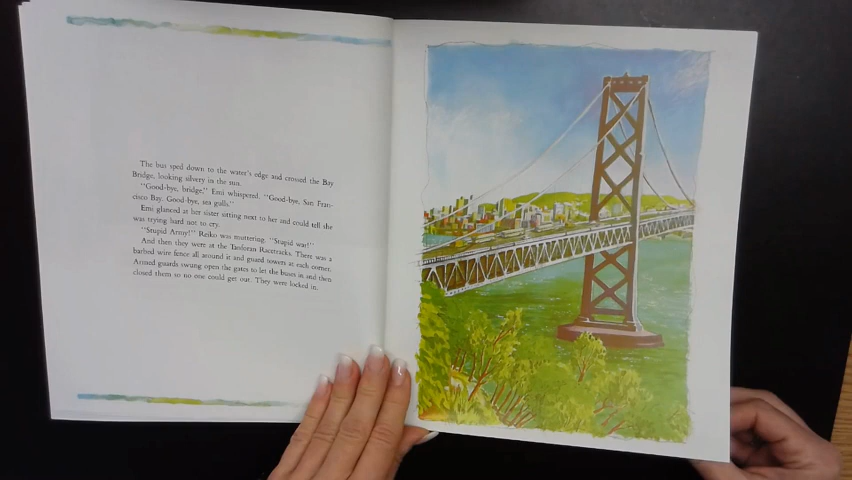 The bus sped down to the water's edge and crossed the Bay
Bridge, looking silvery in the sun.
"Good-bye, bridge," Emi whispered. "Good-bye, San Fran-
cisco Bay. Good-bye, sea gulls."
Emi glanced at her sister sitting next to her and could tell she
was trying hard not to cry.
"Stupid Army!" Reiko was muttering. "Stupid war!"
And then they were at the Tanforan Racetracks. There was a
barbed wire fence all around it and guard towers at each corner.
Armed guards swung open the gates to let the buses in and then
closed them so no one could get out. They were locked in.